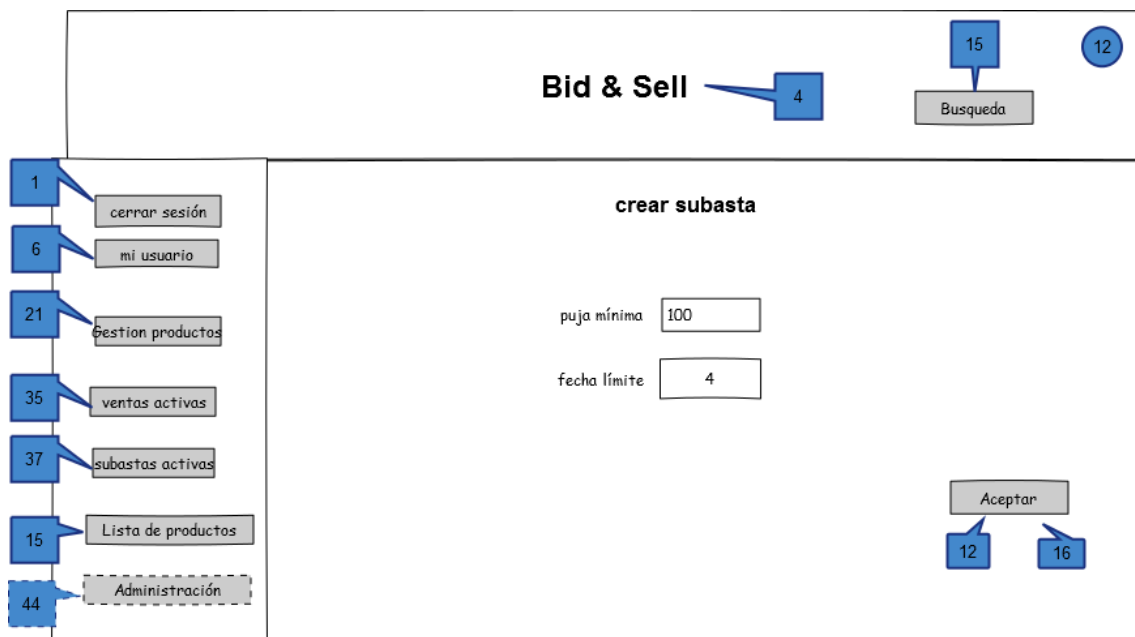 15
12
Bid & Sell
4
Busqueda
1
cerrar sesión
crear subasta
6
mi usuario
21
Gestion productos
puja mínima
100
fecha límite
4
35
ventas activas
37
subastas activas
Aceptar
15
Lista de productos
12
16
44
Administración